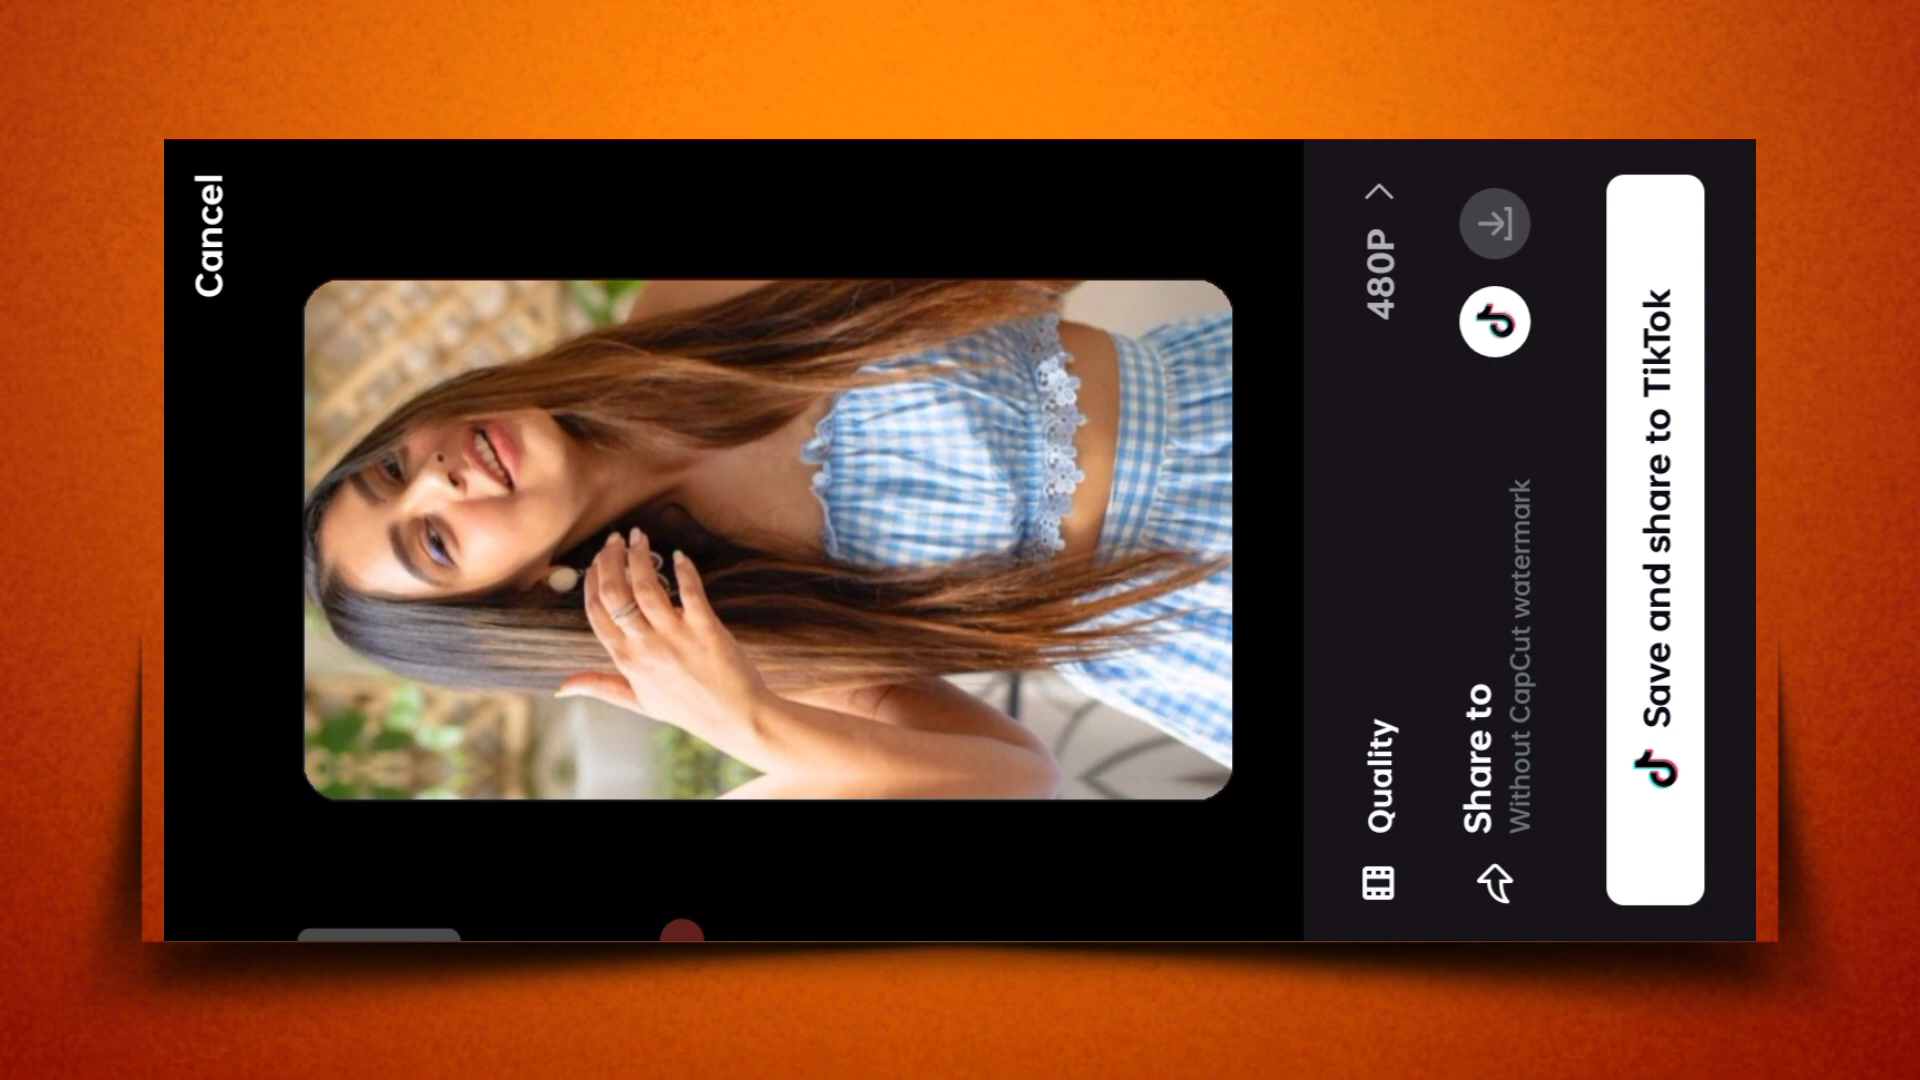 Cancel
Quality
480P
Share to
Without CapCut watermark
Save and share to TikTok